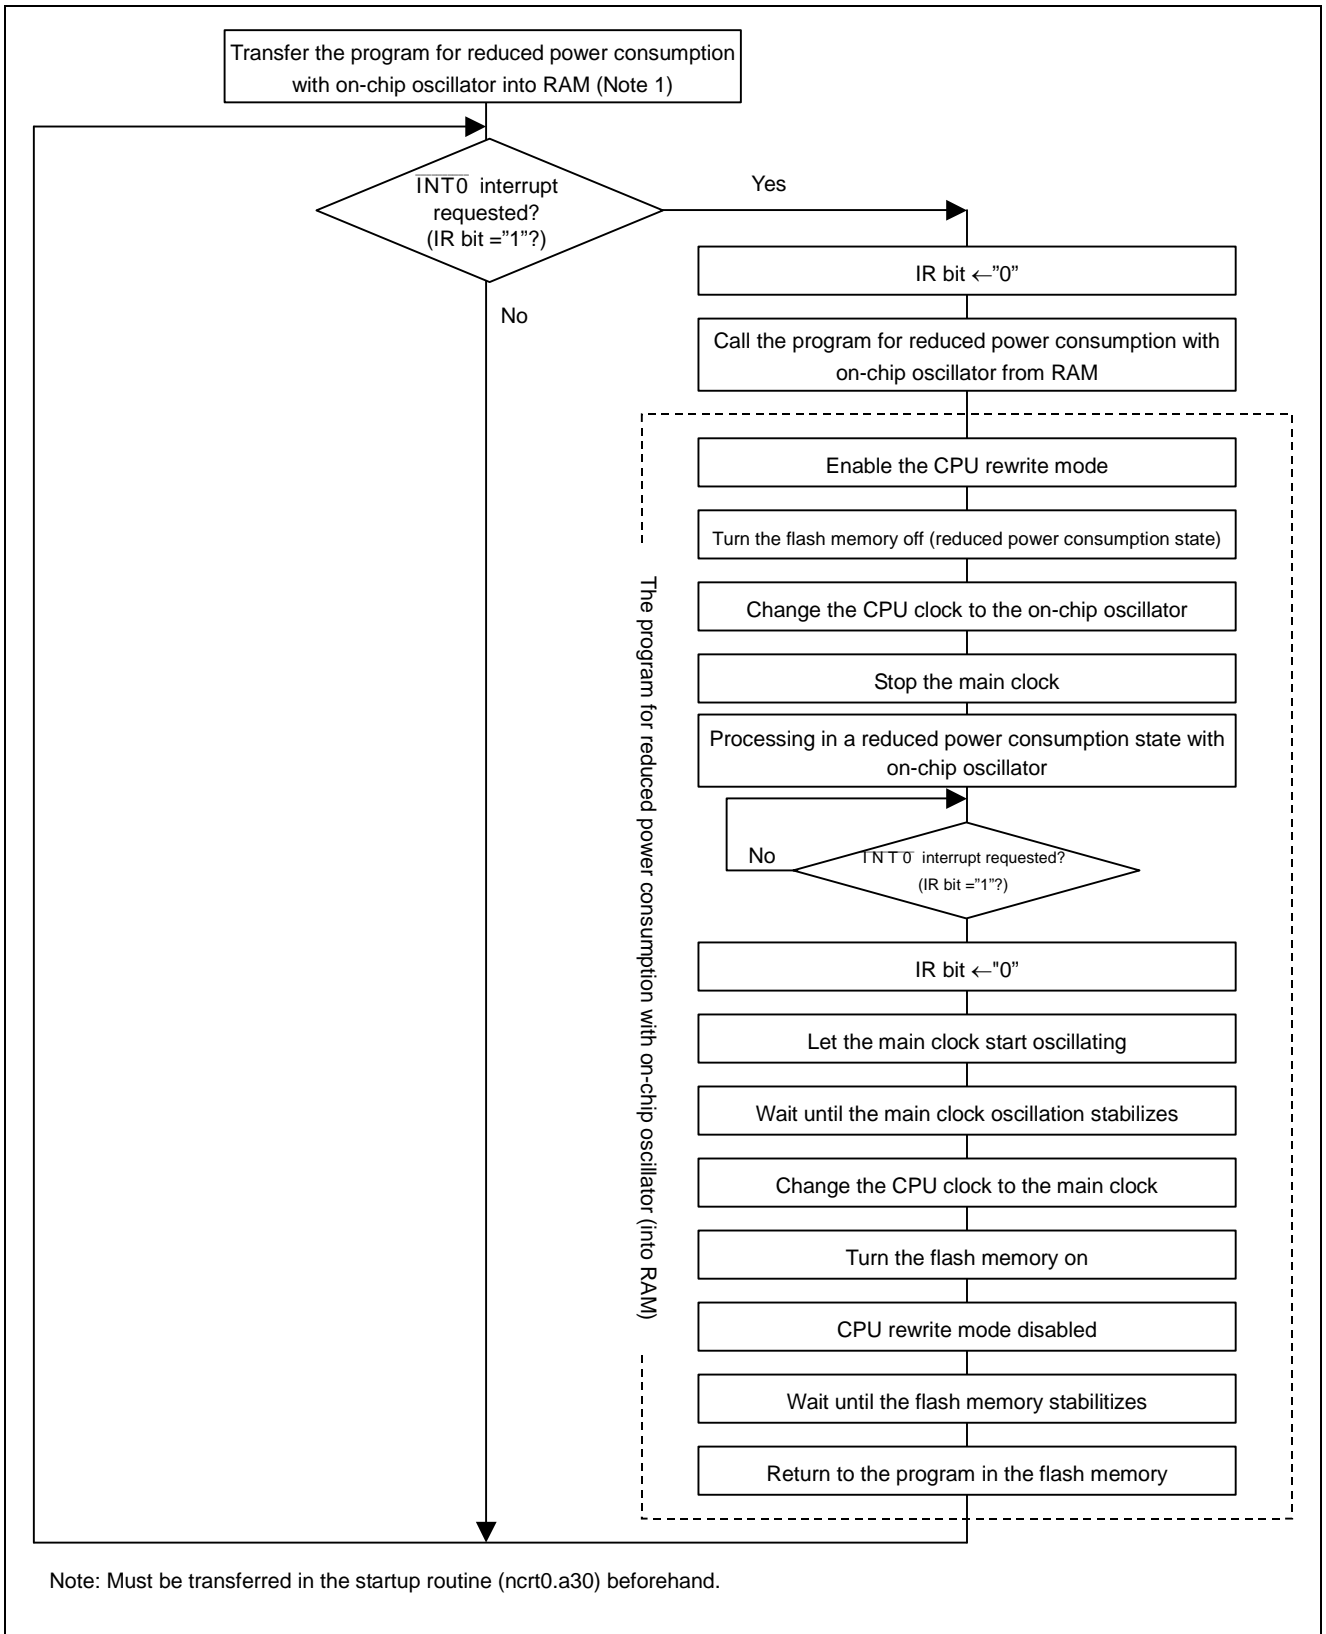 Transfer the program for reduced power consumption
with on-chip oscillator into RAM (Note 1)
INT0 interrupt
requested?
(IR bit ="1"?)
Yes
No
IR bit ←"0"
Call the program for reduced power consumption with
on-chip oscillator from RAM
The program for reduced power consumption with on-chip oscillator (into RAM)
Enable the CPU rewrite mode
Turn the flash memory off (reduced power consumption state)
Change the CPU clock to the on-chip oscillator
Stop the main clock
Processing in a reduced power consumption state with
on-chip oscillator
No
INT0 interrupt requested?
(IR bit ="1"?)
IR bit ←"0"
Let the main clock start oscillating
Wait until the main clock oscillation stabilizes
Change the CPU clock to the main clock
Turn the flash memory on
CPU rewrite mode disabled
Wait until the flash memory stabilitizes
Return to the program in the flash memory
Note: Must be transferred in the startup routine (ncrt0.a30) beforehand.